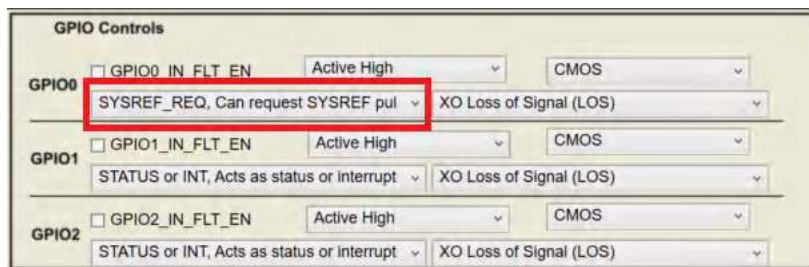 GPIO Controls
GPIO0
GPIO0_IN_FLT_EN Active High CMOS
SYSREF_REQ, Can request SYSREF pul XO Loss of Signal (LOS)
GPIO1
GPIO1_IN_FLT_EN Active High CMOS
STATUS or INT, Acts as status or interrupt XO Loss of Signal (LOS)
GPIO2
GPIO2_IN_FLT_EN Active High CMOS
STATUS or INT, Acts as status or interrupt XO Loss of Signal (LOS)